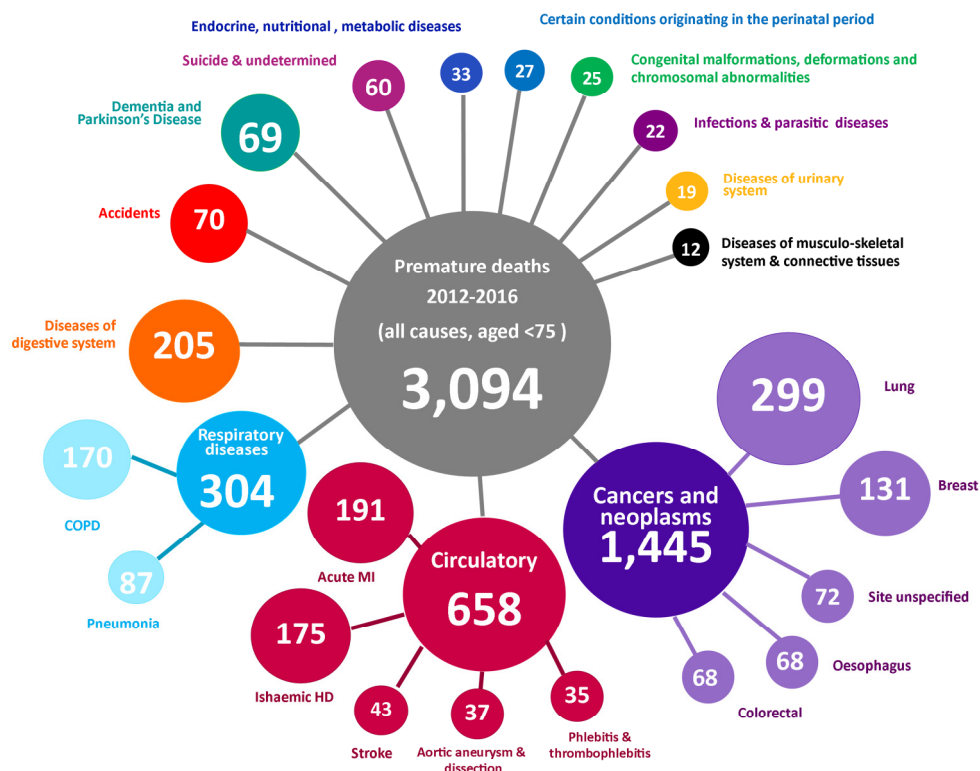 Endocrine, nutritional , metabolic diseases
33
Certain conditions originating in the perinatal period
27
Suicide & undetermined
60
Congenital malformations, deformations and
chromosomal abnormalities
25
Dementia and
Parkinson's Disease
69
Infections & parasitic diseases
22
Diseases of urinary
system
19
Accidents
70
Diseases of musculo-skeletal
system & connective tissues
12
Premature deaths
2012-2016
(all causes, aged <75 )
3,094
Diseases of
digestive system
205
Respiratory
diseases
304
170
COPD
87
Pneumonia
Circulatory
658
191
Acute MI
175
Ishaemic HD
43
Stroke
37
Aortic aneurysm &
dissection
35
Phlebitis &
thrombophlebitis
Cancers and
neoplasms
1,445
299
Lung
131
Breast
72
Site unspecified
68
Oesophagus
68
Colorectal